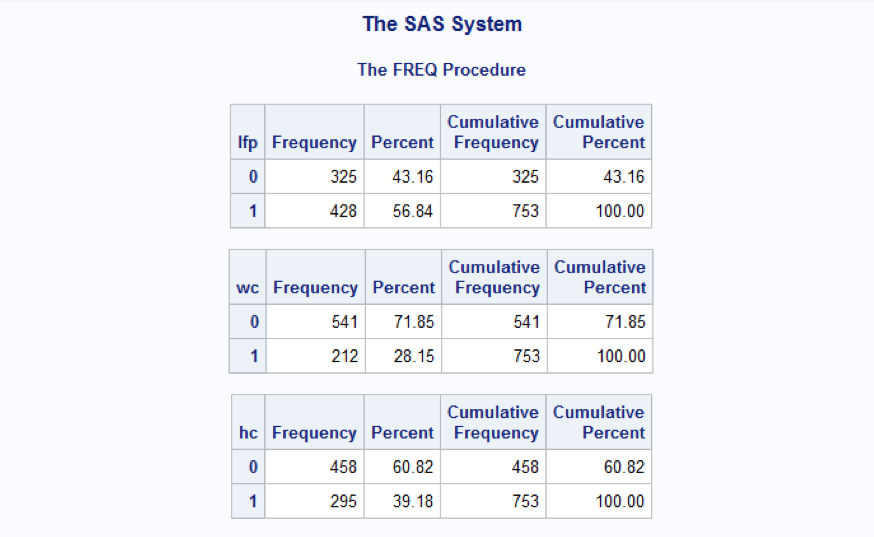 The SAS System
The FREQ Procedure
lfp Frequency Percent Cumulative Frequency Cumulative Percent
0 325 43.16 325 43.16
1 428 56.84 753 100.00
wc Frequency Percent Cumulative Frequency Cumulative Percent
0 541 71.85 541 71.85
1 212 28.15 753 100.00
hc Frequency Percent Cumulative Frequency Cumulative Percent
0 458 60.82 458 60.82
1 295 39.18 753 100.00